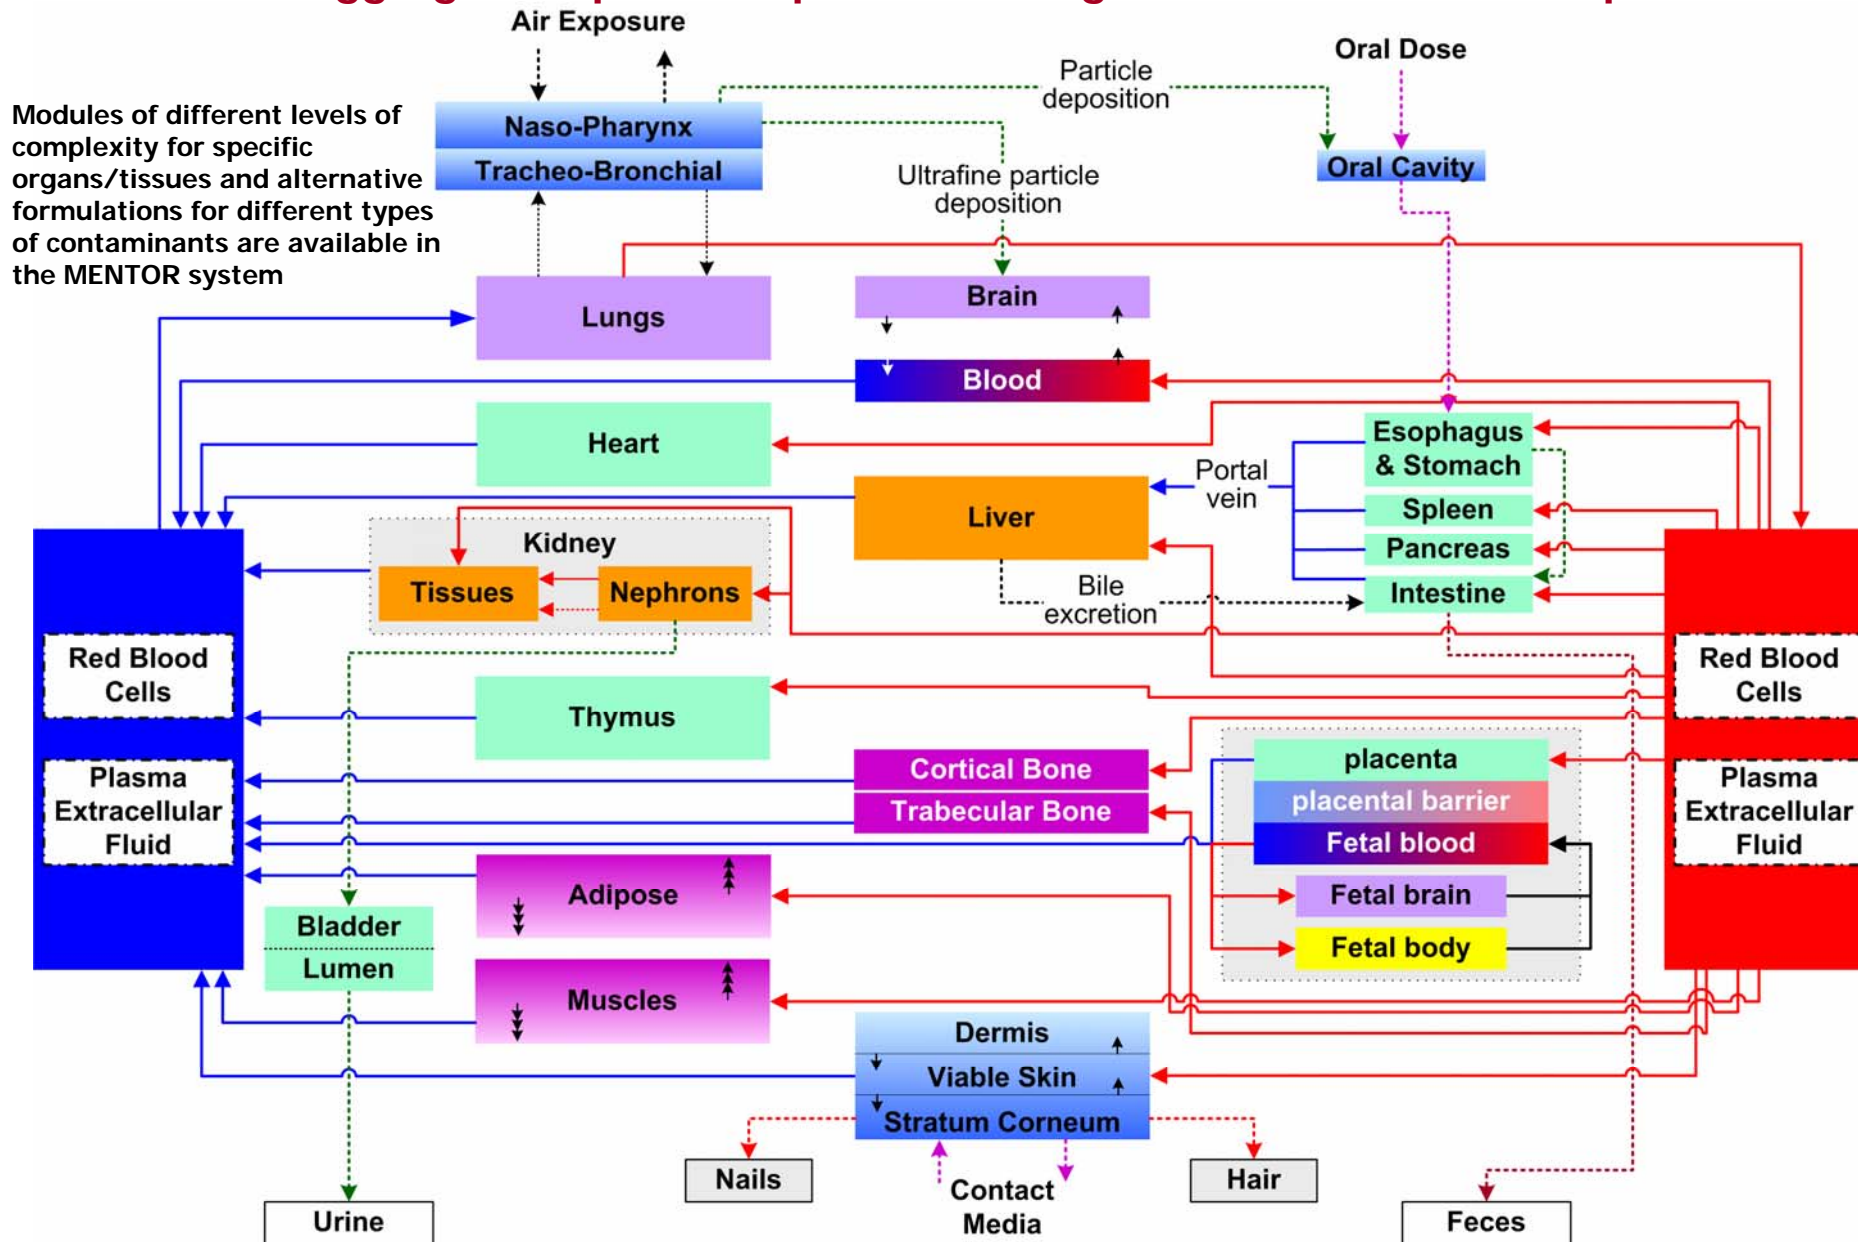 Air Exposure
Oral Dose
Particle
deposition
Modules of different levels of
complexity for specific
organs/tissues and alternative
formulations for different types
of contaminants are available in
the MENTOR system
Naso-Pharynx
Tracheo-Bronchial
Oral Cavity
Ultrafine particle
deposition
Lungs
Brain
Blood
Heart
Esophagus
& Stomach
Portal
vein
Liver
Spleen
Pancreas
Intestine
Kidney
Tissues
Nephrons
Bile
excretion
Red Blood
Cells
Plasma
Extracellular
Fluid
Thymus
Cortical Bone
Trabecular Bone
placenta
placental barrier
Fetal blood
Fetal brain
Fetal body
Red Blood
Cells
Plasma
Extracellular
Fluid
Adipose
Bladder
Lumen
Muscles
Dermis
Viable Skin
Stratum Corneum
Nails
Contact
Media
Hair
Urine
Feces